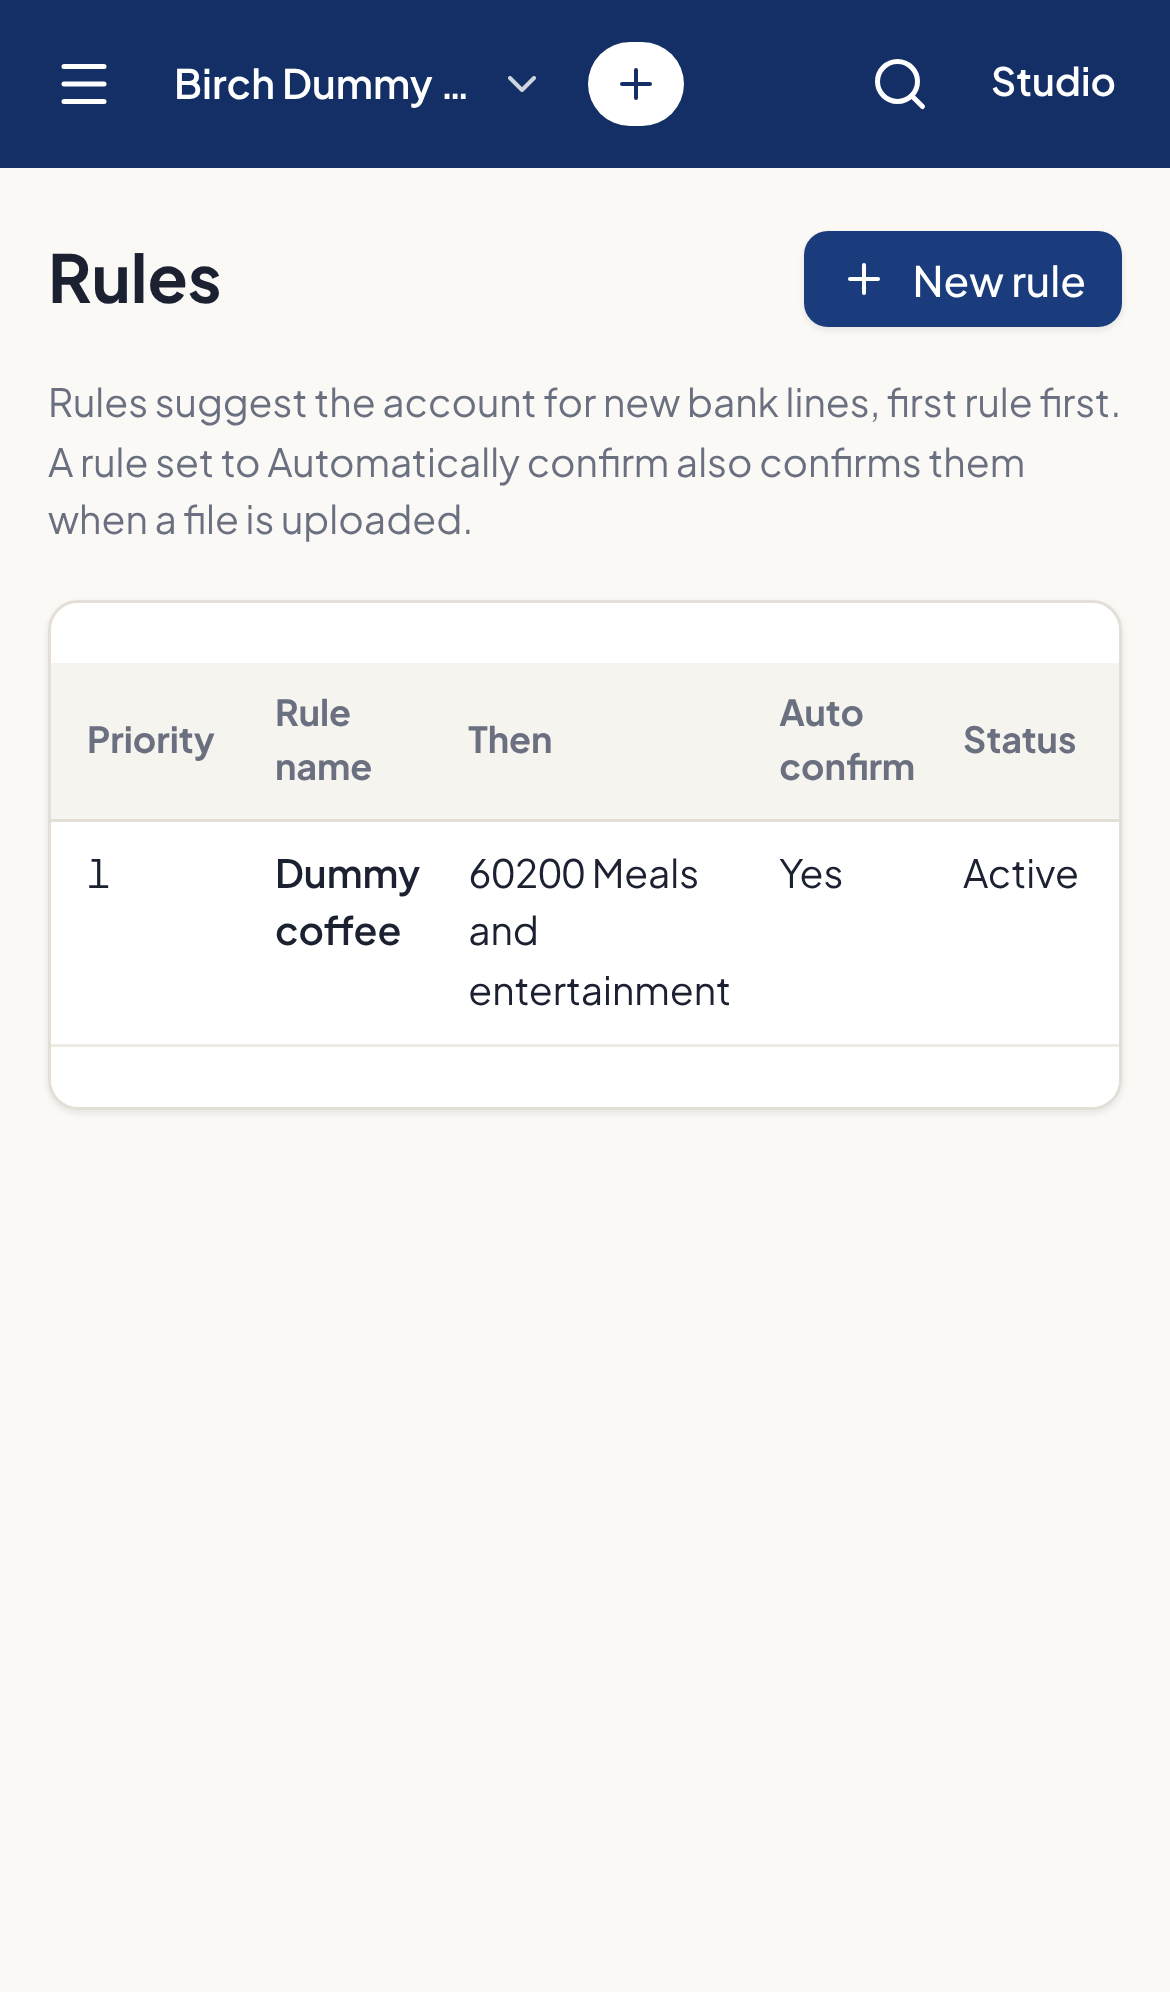 Birch Dummy ...
Studio
Rules
New rule
Rules suggest the account for new bank lines, first rule first.
A rule set to Automatically confirm also confirms them
when a file is uploaded.
Priority
Rule
name
Then
Auto
confirm
Status
1
Dummy
coffee
60200 Meals
and
entertainment
Yes
Active